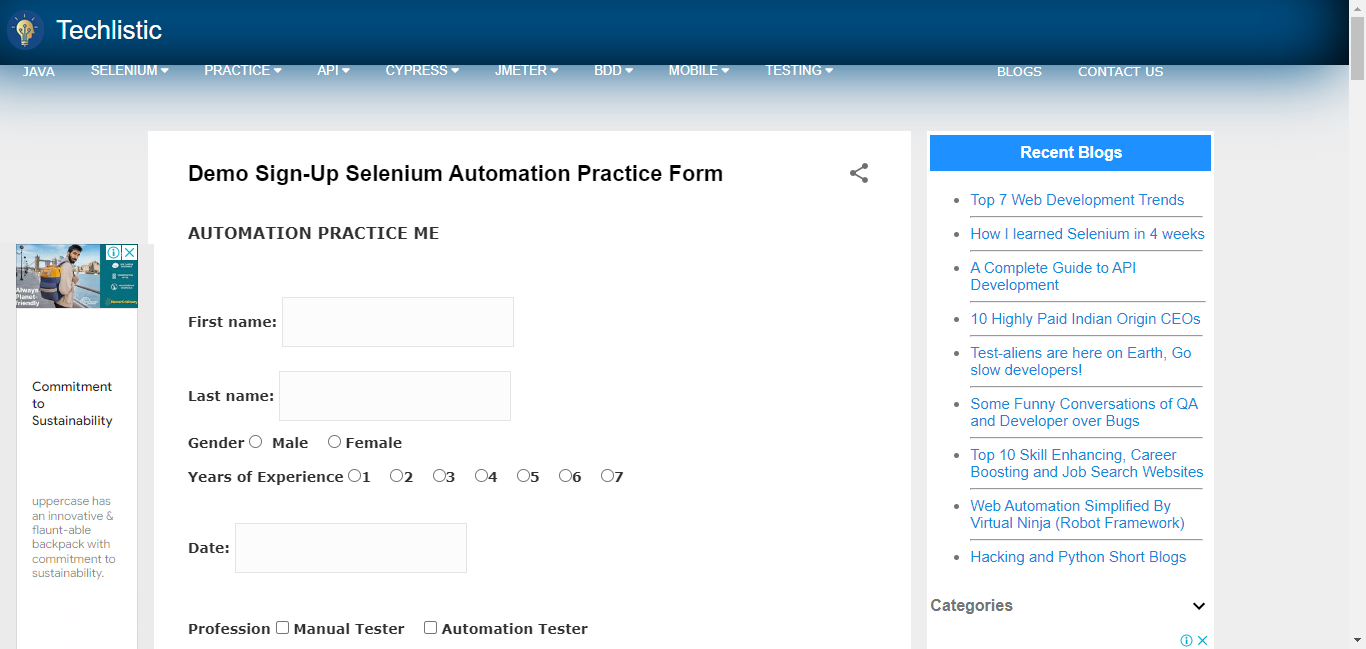 Techlistic
JAVA SELENIUM PRACTICE API CYPRESS JMETER BDD MOBILE TESTING BLOGS CONTACT US
Demo Sign-Up Selenium Automation Practice Form
AUTOMATION PRACTICE ME
First name:
Last name:
Gender Male Female
Years of Experience 1 2 3 4 5 6 7
Date:
Profession Manual Tester Automation Tester
Always
Planet-
friendly
Commitment
to
Sustainability
uppercase has
an innovative &
flaunt-able
backpack with
commitment to
sustainability.
Recent Blogs
Top 7 Web Development Trends
How I learned Selenium in 4 weeks
A Complete Guide to API
Development
10 Highly Paid Indian Origin CEOs
Test-aliens are here on Earth, Go
slow developers!
Some Funny Conversations of QA
and Developer over Bugs
Top 10 Skill Enhancing, Career
Boosting and Job Search Websites
Web Automation Simplified By
Virtual Ninja (Robot Framework)
Hacking and Python Short Blogs
Categories